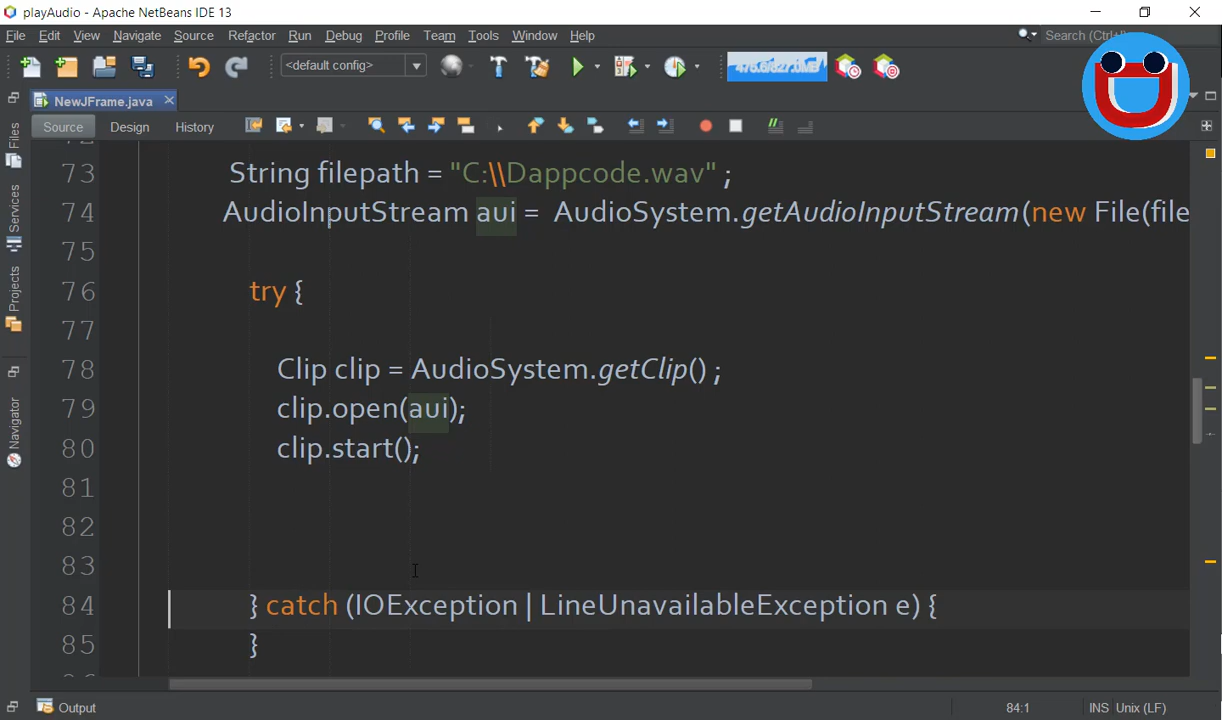 playAudio - Apache NetBeans IDE 13
File Edit View Navigate Source Refactor Run Debug Profile Team Tools Window Help Search (Ctrl+I)
<default config>
NewJFrame.java
Source Design History
Files
Services
Projects
Navigator
73 String filepath = "C:\\Dappcode.wav" ;
74 AudioInputStream aui = AudioSystem.getAudioInputStream(new File(file
75
76 try {
77
78 Clip clip = AudioSystem.getClip() ;
79 clip.open(aui);
80 clip.start();
81
82
83
84 } catch (IOException | LineUnavailableException e) {
85 }
Output 84:1 INS Unix (LF)